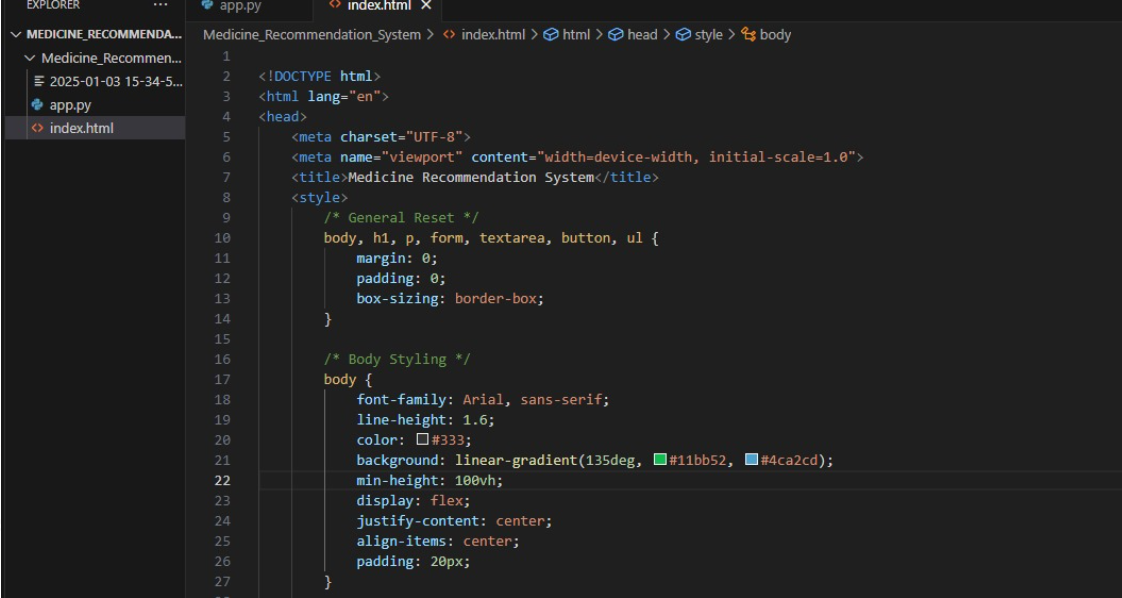 EXPLORER ...
MEDICINE_RECOMMENDA...
Medicine_Recommen...
2025-01-03 15-34-5...
app.py
index.html
app.py
index.html
Medicine_Recommendation_System > index.html > html > head > style > body
1
2 <!DOCTYPE html>
3 <html lang="en">
4 <head>
5 <meta charset="UTF-8">
6 <meta name="viewport" content="width=device-width, initial-scale=1.0">
7 <title>Medicine Recommendation System</title>
8 <style>
9 /* General Reset */
10 body, h1, p, form, textarea, button, ul {
11 margin: 0;
12 padding: 0;
13 box-sizing: border-box;
14 }
15
16 /* Body Styling */
17 body {
18 font-family: Arial, sans-serif;
19 line-height: 1.6;
20 color: #333;
21 background: linear-gradient(135deg, #11bb52, #4ca2cd);
22 min-height: 100vh;
23 display: flex;
24 justify-content: center;
25 align-items: center;
26 padding: 20px;
27 }